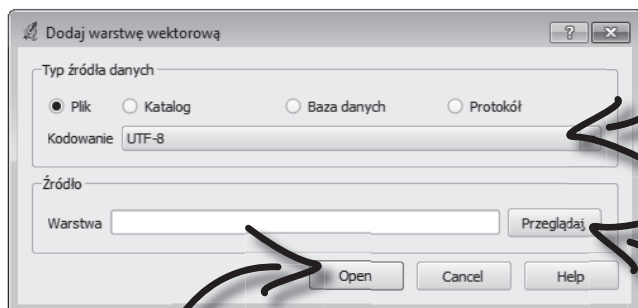 Dodaj warstwę wektorową
Typ źródła danych
Plik Katalog Baza danych Protokół
Kodowanie UTF-8
Źródło
Warstwa Przeglądaj
Open Cancel Help